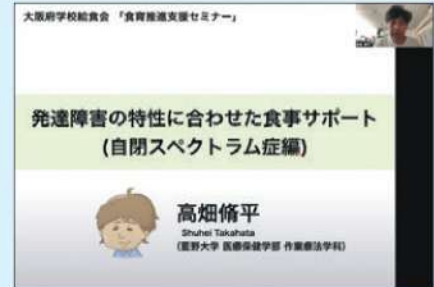 大阪府学校給食会 「食育推進支援セミナー」
発達障害の特性に合わせた食事サポート
(自閉スペクトラム症編)
高畑脩平
Shuhei Takahata
(藍野大学 医療保健学部 作業療法学科)